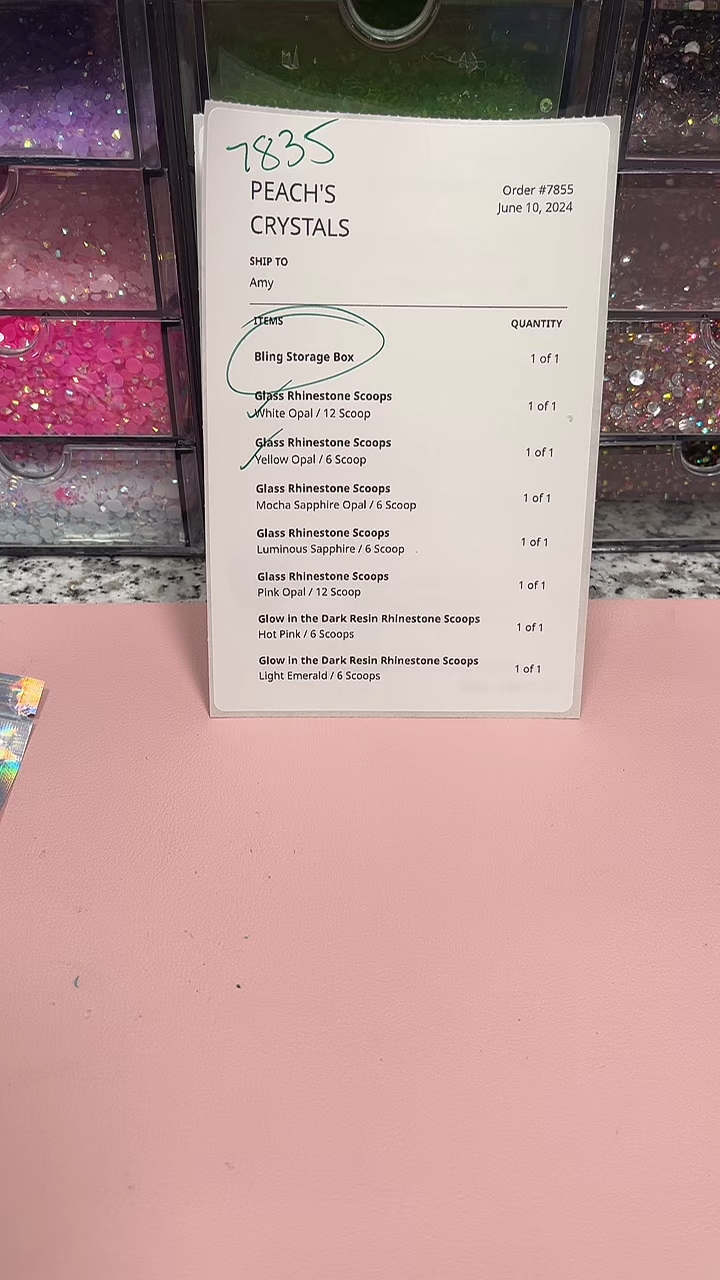 7835
PEACH'S
CRYSTALS
Order #7855
June 10, 2024
SHIP TO
Amy
ITEMS QUANTITY
Bling Storage Box 1 of 1
Glass Rhinestone Scoops
White Opal / 12 Scoop 1 of 1
Glass Rhinestone Scoops
Yellow Opal / 6 Scoop 1 of 1
Glass Rhinestone Scoops
Mocha Sapphire Opal / 6 Scoop 1 of 1
Glass Rhinestone Scoops
Luminous Sapphire / 6 Scoop 1 of 1
Glass Rhinestone Scoops
Pink Opal / 12 Scoop 1 of 1
Glow in the Dark Resin Rhinestone Scoops
Hot Pink / 6 Scoops 1 of 1
Glow in the Dark Resin Rhinestone Scoops
Light Emerald / 6 Scoops 1 of 1